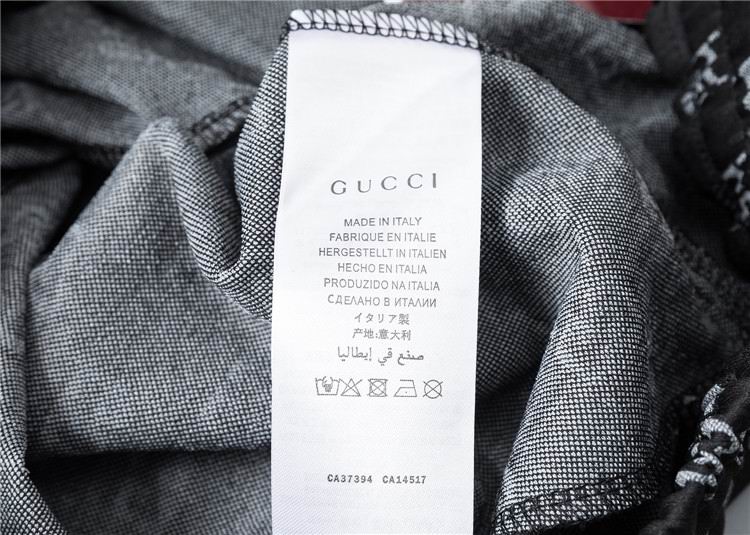 GUCCI
MADE IN ITALY
FABRIQUE EN ITALIE
HERGESTELLT IN ITALIEN
HECHO EN ITALIA
PRODUZIDO NA ITALIA
СДЕЛАНО В ИТАЛИИ
イタリア製
产地:意大利
صنع في إيطاليا
CA37394 CA14517